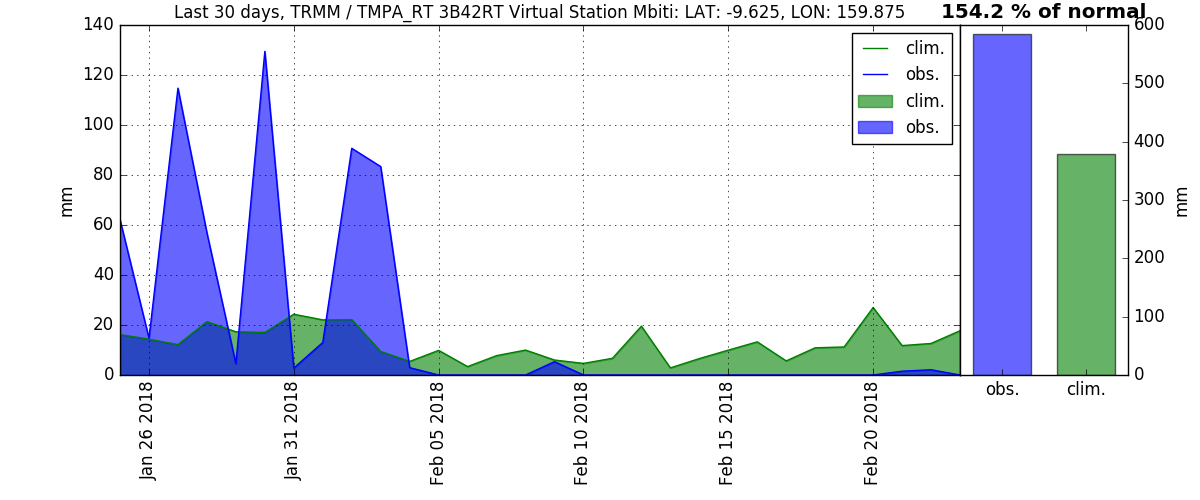 Last 30 days, TRMM / TMPA_RT 3B42RT Virtual Station Mbiti: LAT: -9.625, LON: 159.875
154.2 % of normal
mm
140
120
100
80
60
40
20
0
Jan 26 2018
Jan 31 2018
Feb 05 2018
Feb 10 2018
Feb 15 2018
Feb 20 2018
clim.
obs.
clim.
obs.
600
500
400
300
200
100
0
mm
obs.
clim.